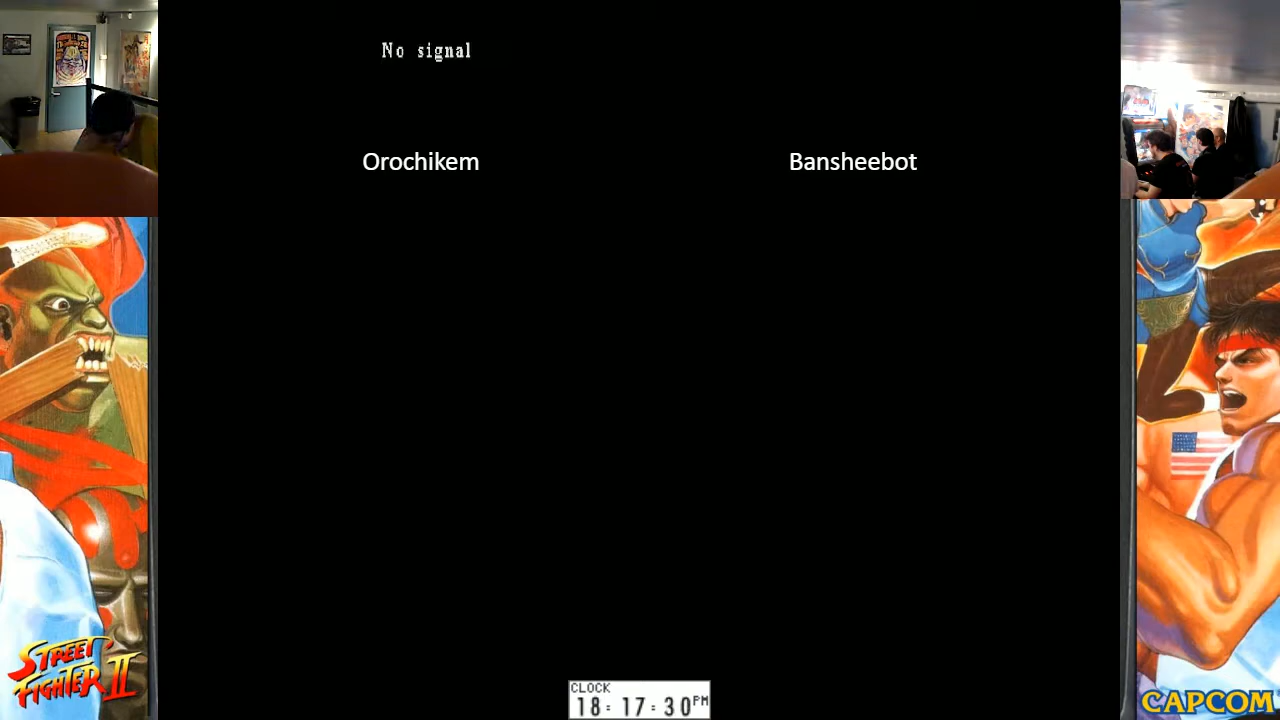 No signal
Orochikem
Bansheebot
STREET
FIGHTER II
CLOCK
18:17:30PM
CAPCOM